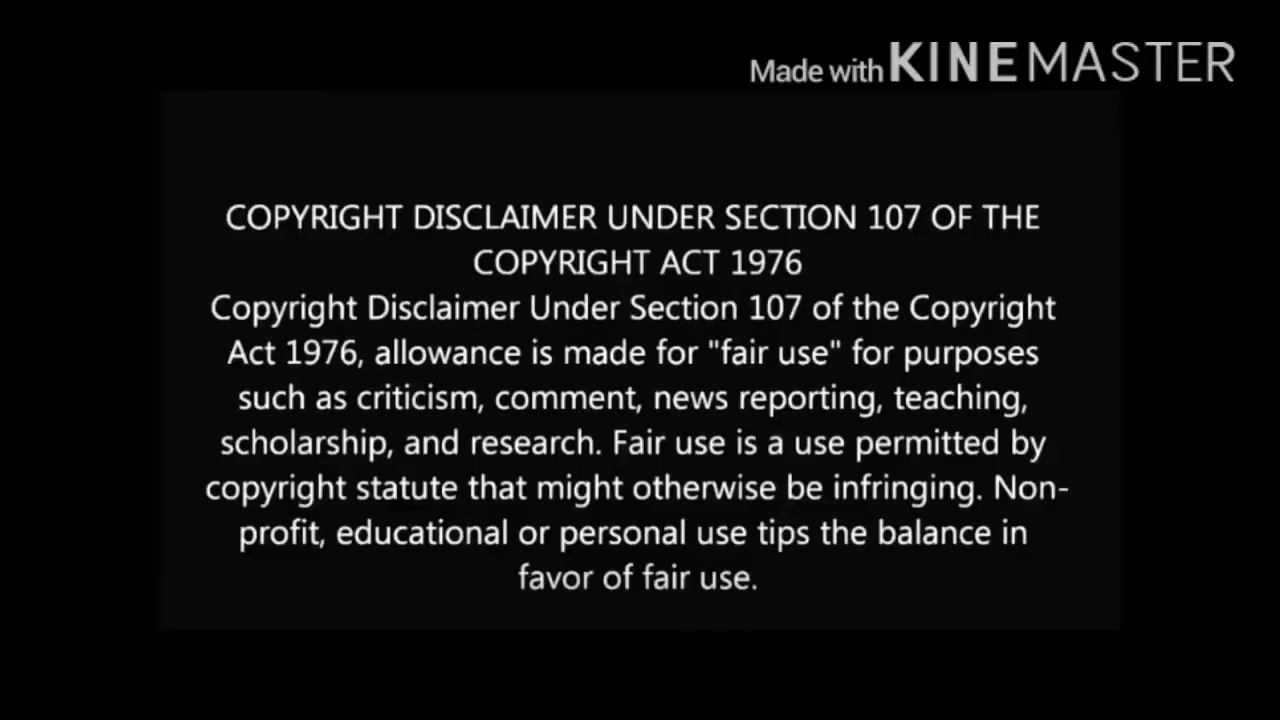 Made with KINEMASTER
COPYRIGHT DISCLAIMER UNDER SECTION 107 OF THE
COPYRIGHT ACT 1976
Copyright Disclaimer Under Section 107 of the Copyright
Act 1976, allowance is made for "fair use" for purposes
such as criticism, comment, news reporting, teaching,
scholarship, and research. Fair use is a use permitted by
copyright statute that might otherwise be infringing. Non-
profit, educational or personal use tips the balance in
favor of fair use.